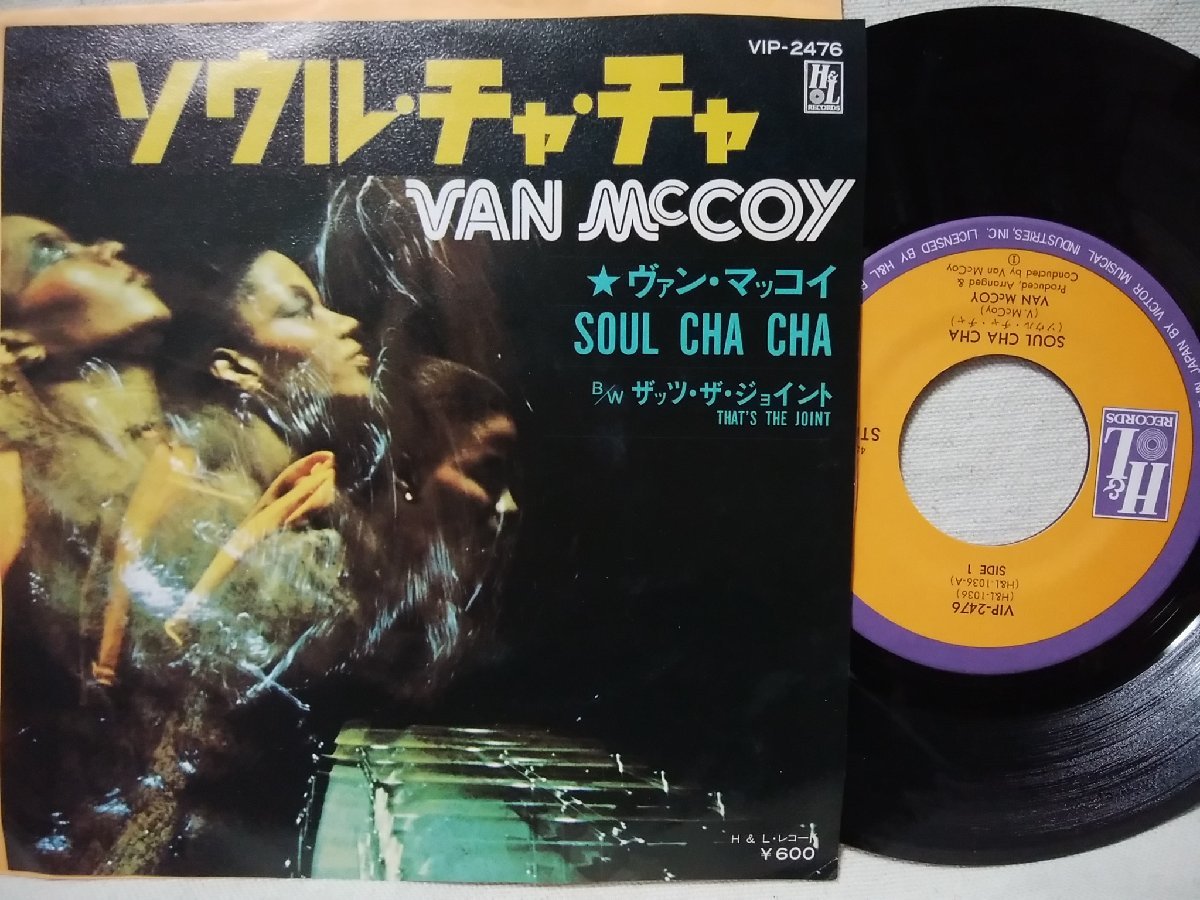 VIP-2476
H&L
RECORDS
ソウル・チャ・チャ
VAN McCOY
★ヴァン・マッコイ
SOUL CHA CHA
B/W ザッツ・ザ・ジョイント
THAT'S THE JOINT
H & L・レコード
¥600
JAPAN BY VICTOR MUSICAL INDUSTRIES, INC. LICENSED BY H&L
H&L
RECORDS
VIP-2476
(H&L-1036)
(H&L-1036-A)
SIDE 1
SOUL CHA CHA
(ソウル・チャ・チャ)
(V. McCoy)
VAN McCOY
Produced, Arranged &
Conducted by Van McCoy
①